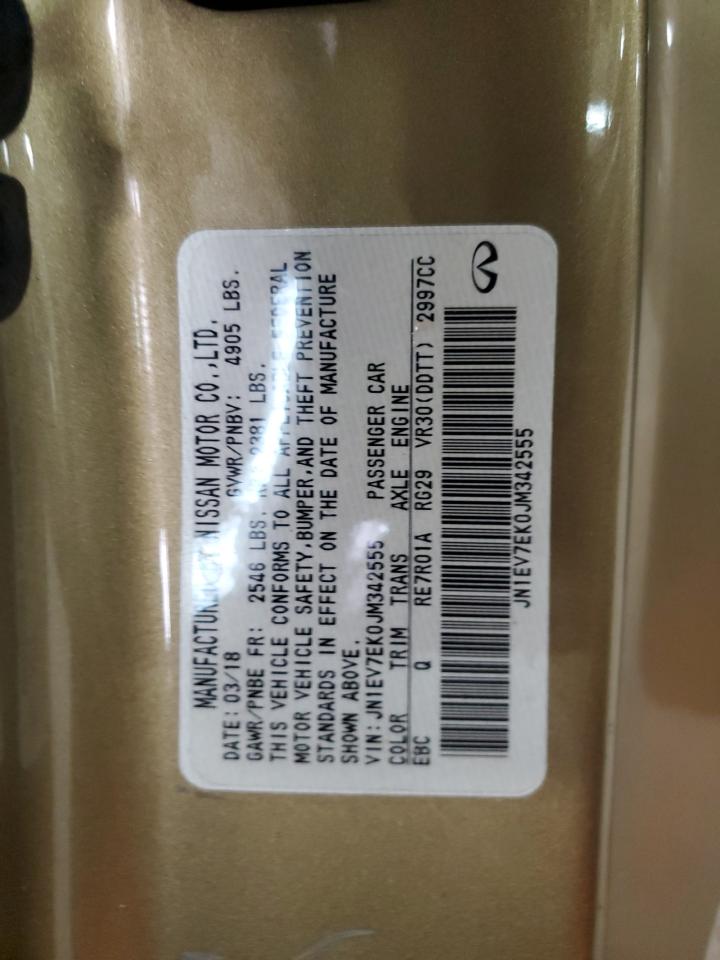 MANUFACTURED BY NISSAN MOTOR CO.,LTD.
DATE: 03/18 GVWR/PNBV: 4905 LBS.
GAWR/PNBE FR: 2546 LBS. 2381 LBS.
THIS VEHICLE CONFORMS TO ALL APPLICABLE FEDERAL
MOTOR VEHICLE SAFETY,BUMPER,AND THEFT PREVENTION
STANDARDS IN EFFECT ON THE DATE OF MANUFACTURE
SHOWN ABOVE.
VIN:JN1EV7EK0JM342555 PASSENGER CAR
COLOR TRIM TRANS AXLE ENGINE
EBC Q RE7R01A RG29 VR30(DDTT) 2997CC
JN1EV7EK0JM342555